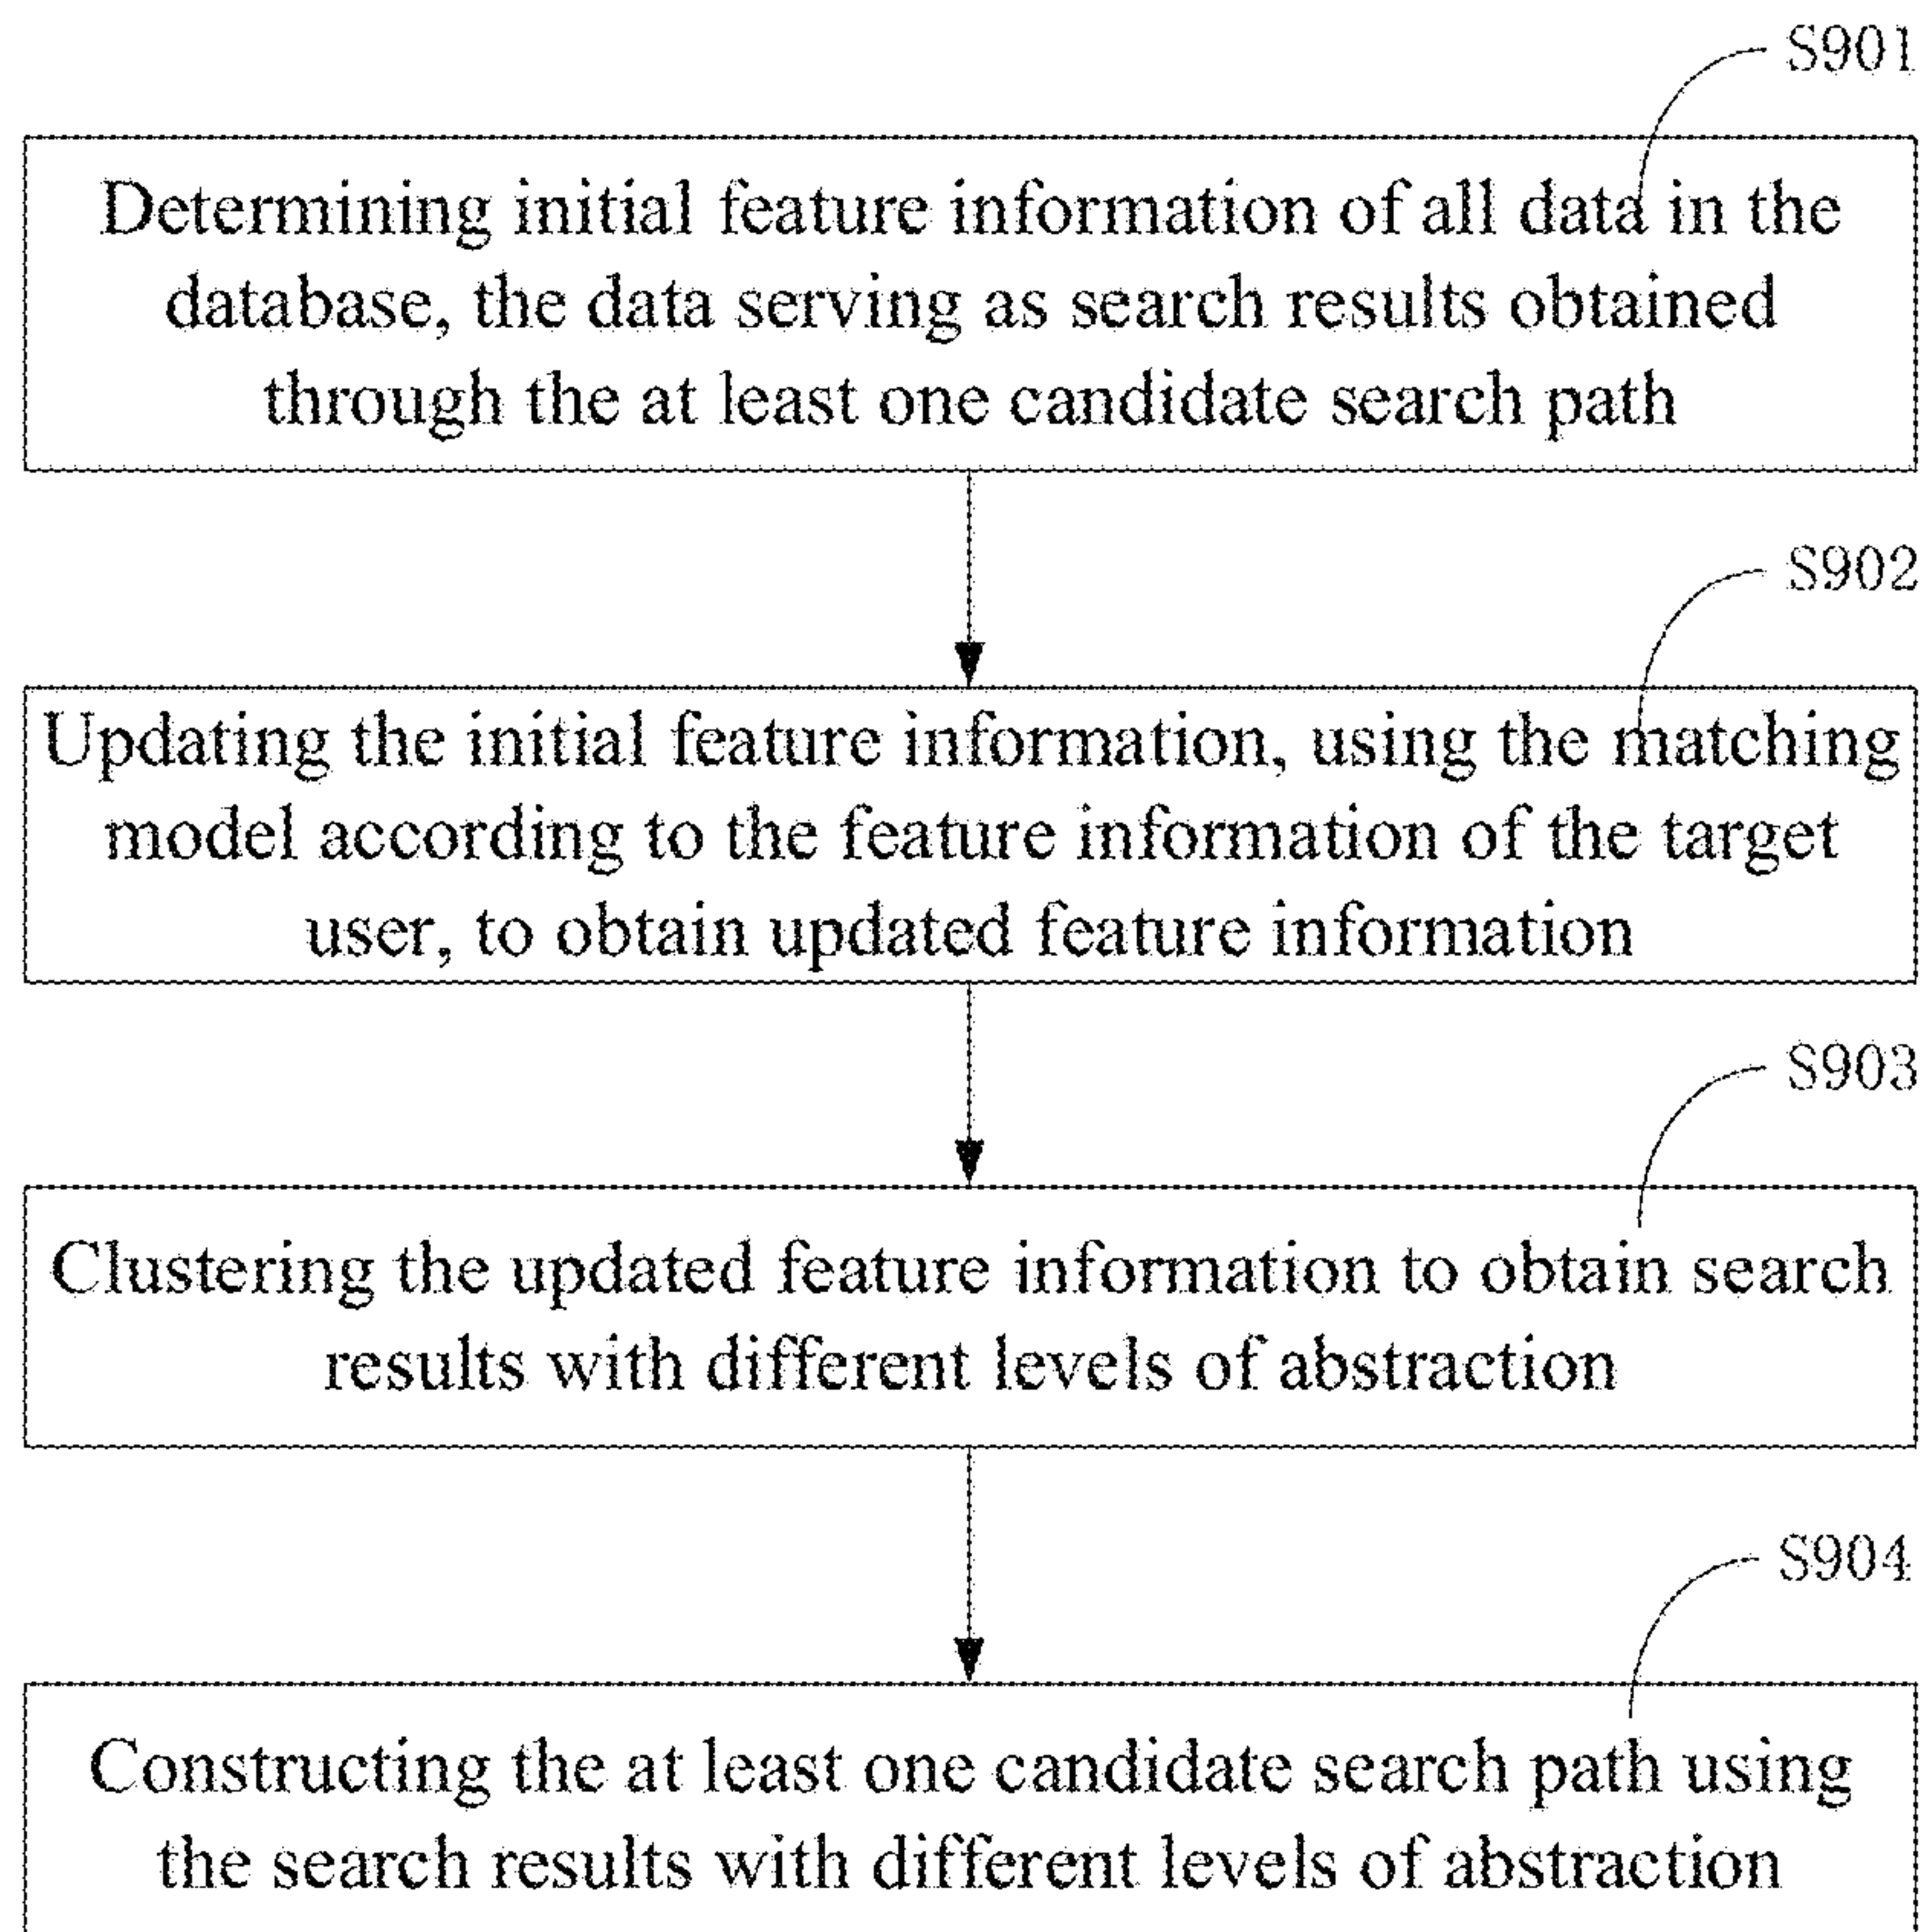 S901
Determining initial feature information of all data in the
database, the data serving as search results obtained
through the at least one candidate search path
S902
Updating the initial feature information, using the matching
model according to the feature information of the target
user, to obtain updated feature information
S903
Clustering the updated feature information to obtain search
results with different levels of abstraction
S904
Constructing the at least one candidate search path using
the search results with different levels of abstraction